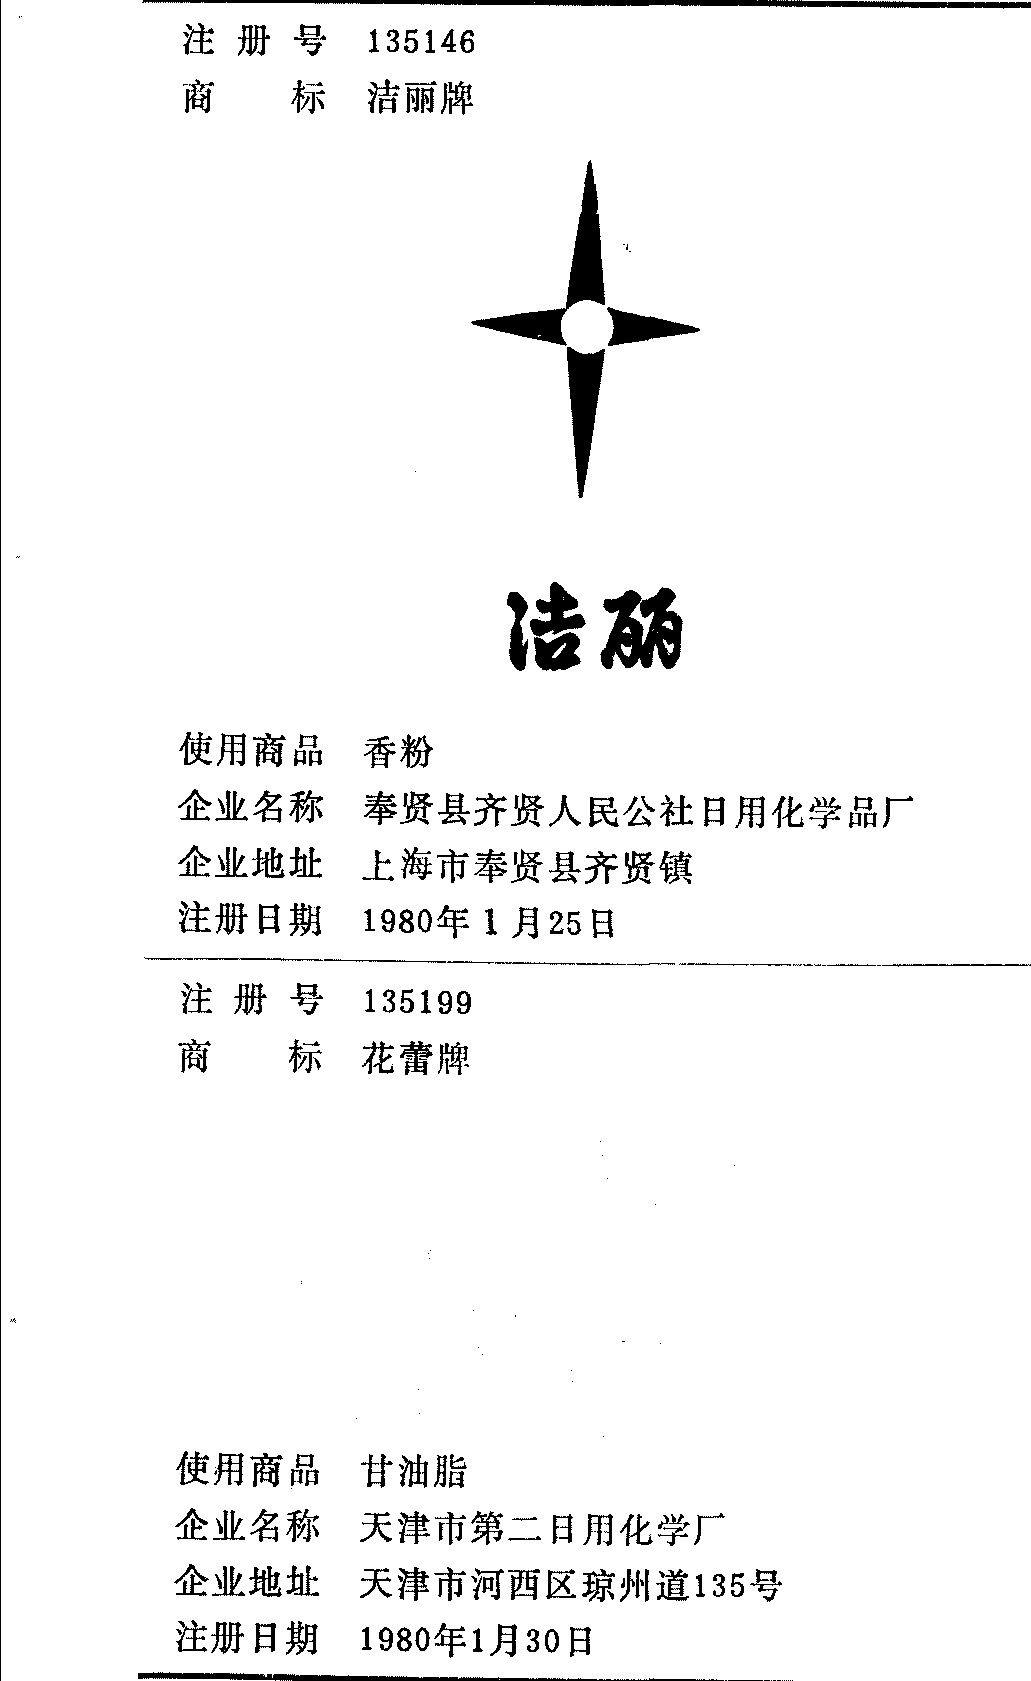 注册号 135146
商标 洁丽牌
洁丽
使用商品 香粉
企业名称 奉贤县齐贤人民公社日用化学品厂
企业地址 上海市奉贤县齐贤镇
注册日期 1980年1月25日
注册号 135199
商标 花蕾牌
使用商品 甘油脂
企业名称 天津市第二日用化学厂
企业地址 天津市河西区琼州道135号
注册日期 1980年1月30日